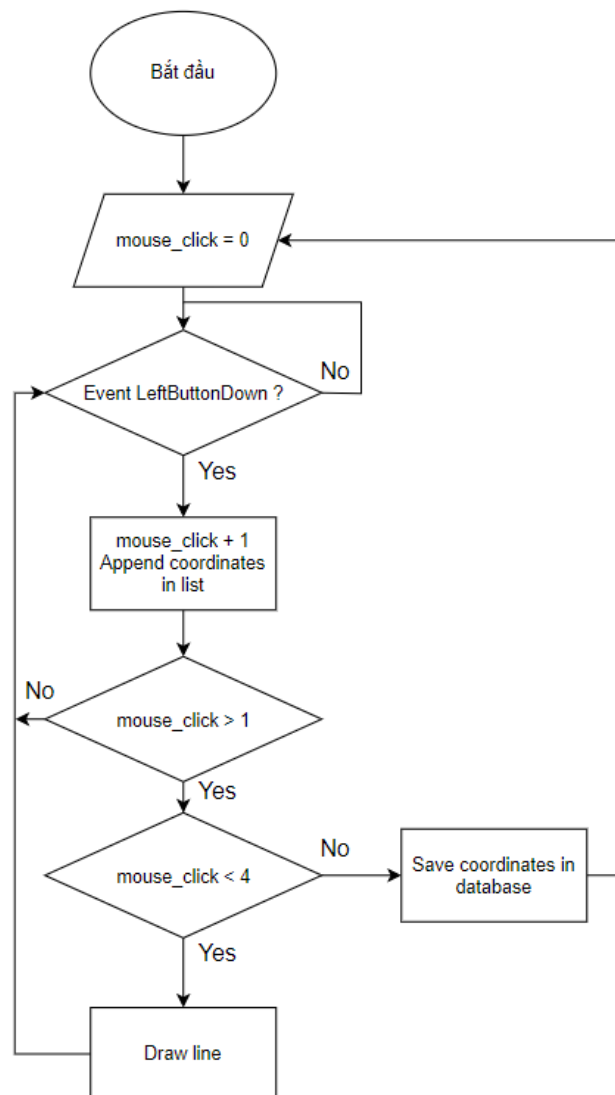 Bắt đầu
mouse_click = 0
Event LeftButtonDown ?
No
Yes
mouse_click + 1
Append coordinates
in list
No
mouse_click > 1
Yes
mouse_click < 4
No
Save coordinates in
database
Yes
Draw line